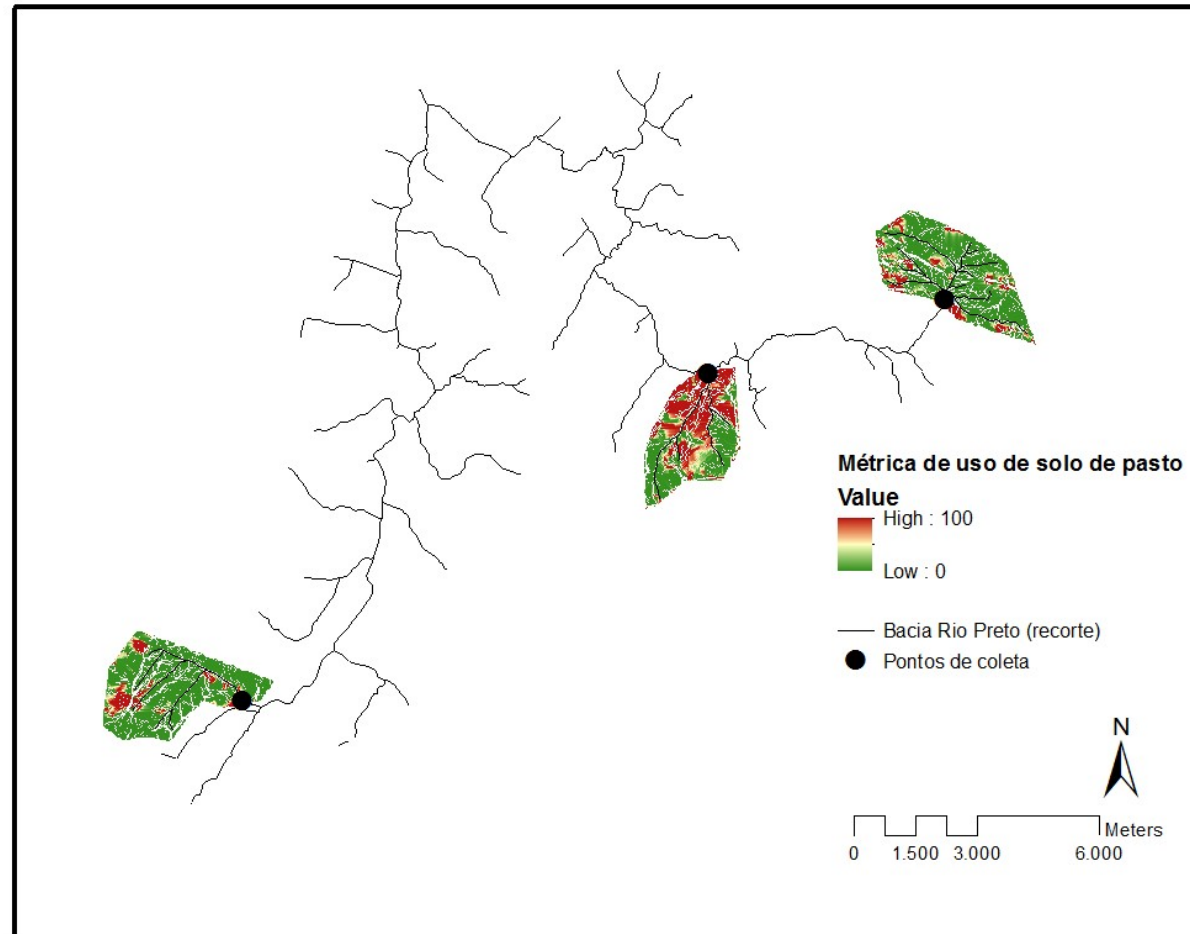 Métrica de uso de solo de pasto
Value
High : 100
Low : 0
Bacia Rio Preto (recorte)
Pontos de coleta
N
Meters
0 1.500 3.000 6.000